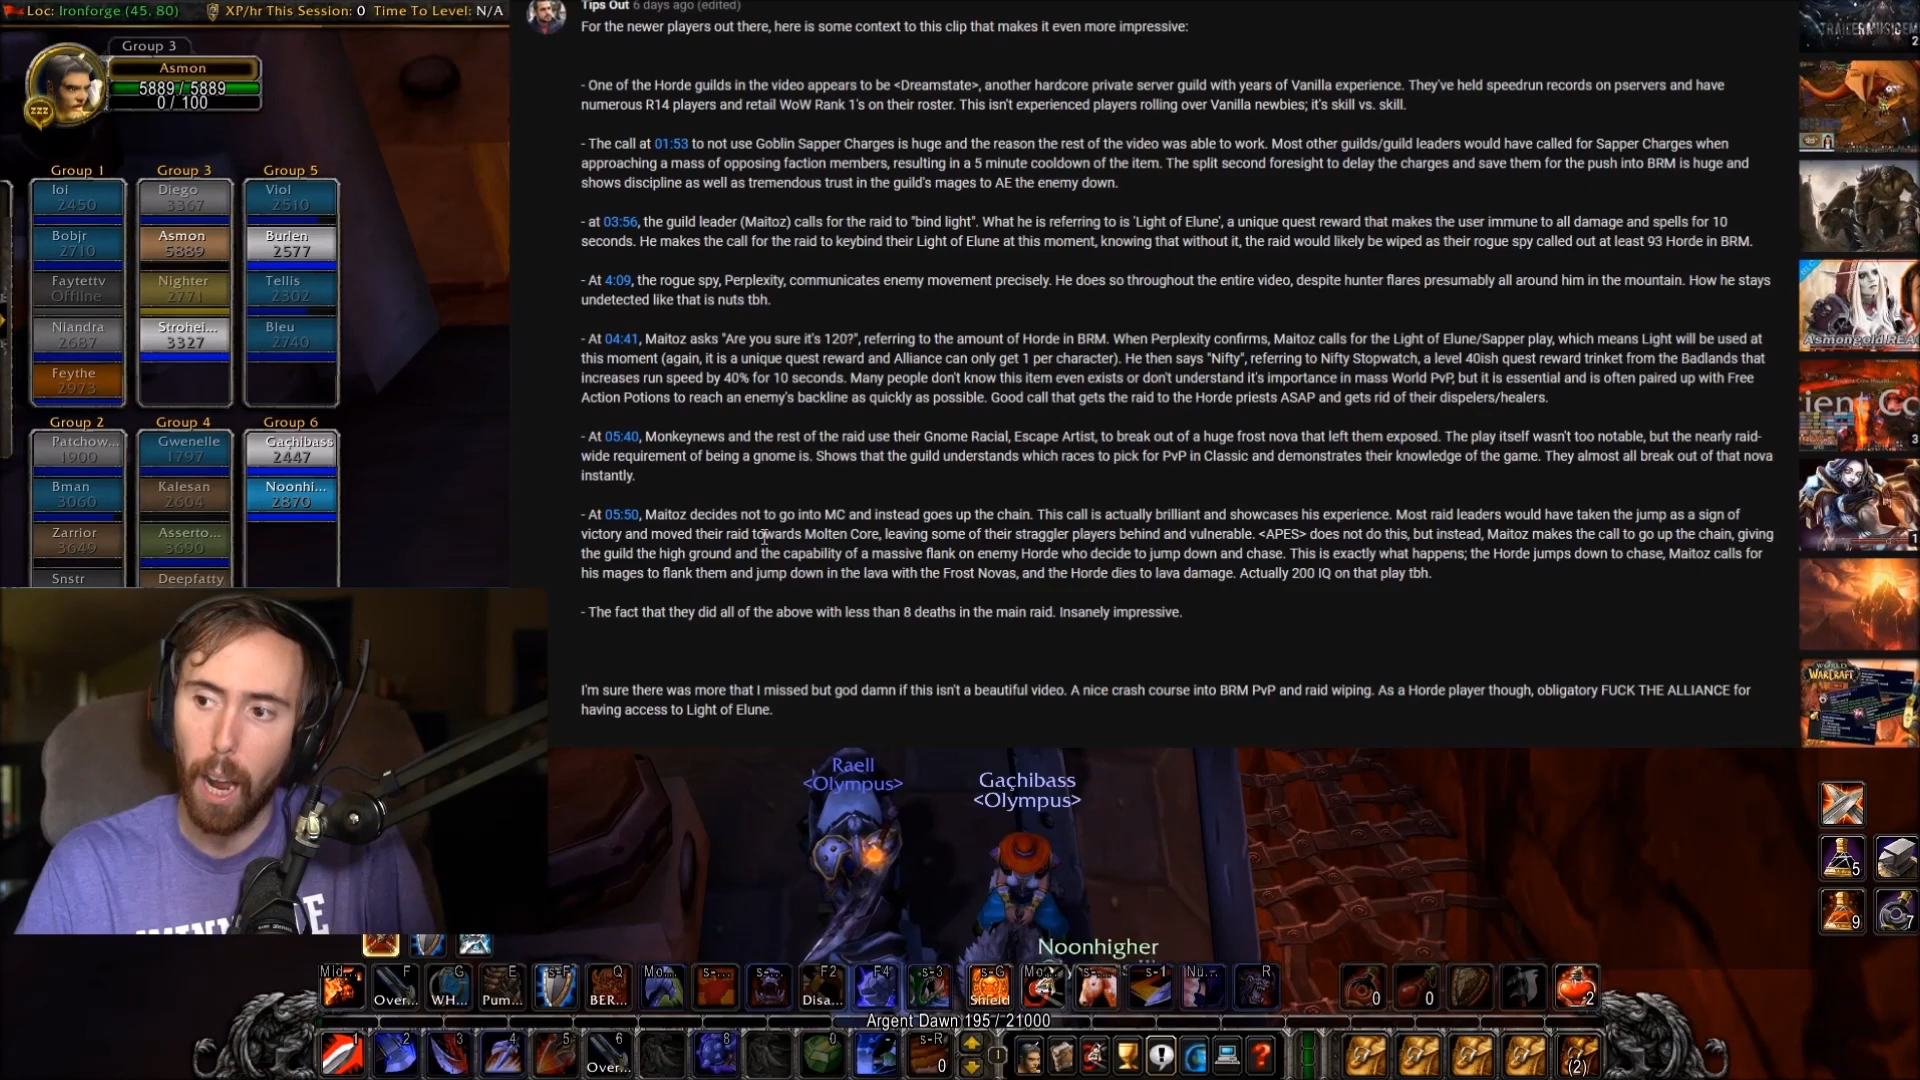 Loc: Ironforge (45, 80)
XP/hr This Session: 0 Time To Level: N/A
Group 3
Asmon
5889 / 5889
0 / 100
zzz
Group 1
Ioi
2450
Bobjr
2710
Faytettv
Offline
Niandra
2687
Feythe
2973
Group 3
Diego
3367
Asmon
5889
Nighter
2771
Strohei...
3327
Group 5
Viol
2510
Burlen
2577
Tellis
2302
Bleu
2740
Group 2
Patchow...
1900
Bman
3060
Zarrior
3649
Snstr
Group 4
Gwenelle
1797
Kalesan
2604
Asserto...
3690
Deepfatty
Group 6
Gachibass
2447
Noonhi...
2870
Tips Out 6 days ago (edited)
For the newer players out there, here is some context to this clip that makes it even more impressive:
- One of the Horde guilds in the video appears to be <Dreamstate>, another hardcore private server guild with years of Vanilla experience. They've held speedrun records on pservers and have
numerous R14 players and retail WoW Rank 1's on their roster. This isn't experienced players rolling over Vanilla newbies; it's skill vs. skill.
- The call at 01:53 to not use Goblin Sapper Charges is huge and the reason the rest of the video was able to work. Most other guilds/guild leaders would have called for Sapper Charges when
approaching a mass of opposing faction members, resulting in a 5 minute cooldown of the item. The split second foresight to delay the charges and save them for the push into BRM is huge and
shows discipline as well as tremendous trust in the guild's mages to AE the enemy down.
- at 03:56, the guild leader (Maitoz) calls for the raid to "bind light". What he is referring to is 'Light of Elune', a unique quest reward that makes the user immune to all damage and spells for 10
seconds. He makes the call for the raid to keybind their Light of Elune at this moment, knowing that without it, the raid would likely be wiped as their rogue spy called out at least 93 Horde in BRM.
- At 4:09, the rogue spy, Perplexity, communicates enemy movement precisely. He does so throughout the entire video, despite hunter flares presumably all around him in the mountain. How he stays
undetected like that is nuts tbh.
- At 04:41, Maitoz asks "Are you sure it's 120?", referring to the amount of Horde in BRM. When Perplexity confirms, Maitoz calls for the Light of Elune/Sapper play, which means Light will be used at
this moment (again, it is a unique quest reward and Alliance can only get 1 per character). He then says "Nifty", referring to Nifty Stopwatch, a level 40ish quest reward trinket from the Badlands that
increases run speed by 40% for 10 seconds. Many people don't know this item even exists or don't understand it's importance in mass World PvP, but it is essential and is often paired up with Free
Action Potions to reach an enemy's backline as quickly as possible. Good call that gets the raid to the Horde priests ASAP and gets rid of their dispelers/healers.
- At 05:40, Monkeynews and the rest of the raid use their Gnome Racial, Escape Artist, to break out of a huge frost nova that left them exposed. The play itself wasn't too notable, but the nearly raid-
wide requirement of being a gnome is. Shows that the guild understands which races to pick for PvP in Classic and demonstrates their knowledge of the game. They almost all break out of that nova
instantly.
- At 05:50, Maitoz decides not to go into MC and instead goes up the chain. This call is actually brilliant and showcases his experience. Most raid leaders would have taken the jump as a sign of
victory and moved their raid towards Molten Core, leaving some of their straggler players behind and vulnerable. <APES> does not do this, but instead, Maitoz makes the call to go up the chain, giving
the guild the high ground and the capability of a massive flank on enemy Horde who decide to jump down and chase. This is exactly what happens; the Horde jumps down to chase, Maitoz calls for
his mages to flank them and jump down in the lava with the Frost Novas, and the Horde dies to lava damage. Actually 200 IQ on that play tbh.
- The fact that they did all of the above with less than 8 deaths in the main raid. Insanely impressive.
I'm sure there was more that I missed but god damn if this isn't a beautiful video. A nice crash course into BRM PvP and raid wiping. As a Horde player though, obligatory FUCK THE ALLIANCE for
having access to Light of Elune.
Raell
<Olympus>
Gaçhibass
<Olympus>
Noonhigher
Mid... F G E s-F Q Mo... s-... s-... F2 F4 s-3 s-G Mo... s-... s-1 Nu... R
Over... WH... Pum... BER... Disa... Shield 0 0 2
Argent Dawn 195 / 21000
1 2 3 4 5 6 8 0 s-R
Over... 0 (2)
5
9 7